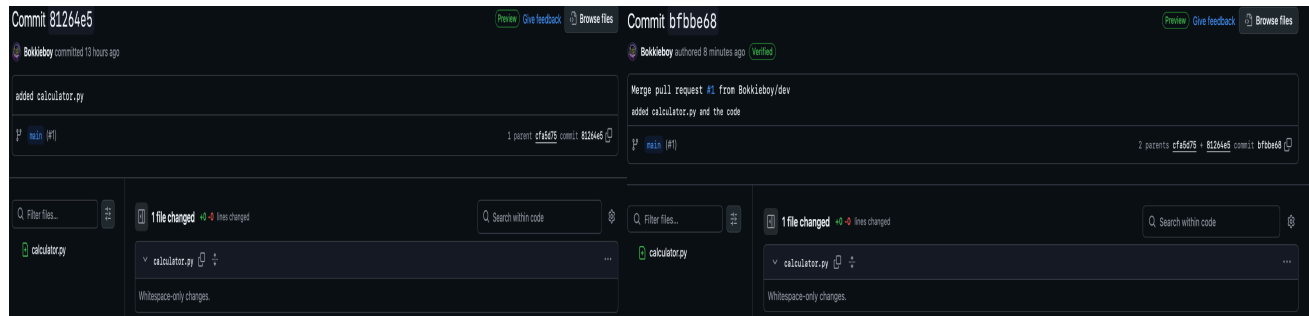 Commit 81264e5
Preview Give feedback Browse files
Bokkieboy committed 13 hours ago
added calculator.py
main (#1)
1 parent cfa5d75 commit 81264e5
Filter files...
1 file changed +0 -0 lines changed
Search within code
calculator.py
calculator.py
Whitespace-only changes.
Commit bfbbe68
Preview Give feedback Browse files
Bokkieboy authored 8 minutes ago Verified
Merge pull request #1 from Bokkieboy/dev
added calculator.py and the code
main (#1)
2 parents cfa5d75 + 81264e5 commit bfbbe68
Filter files...
1 file changed +0 -0 lines changed
Search within code
calculator.py
calculator.py
Whitespace-only changes.